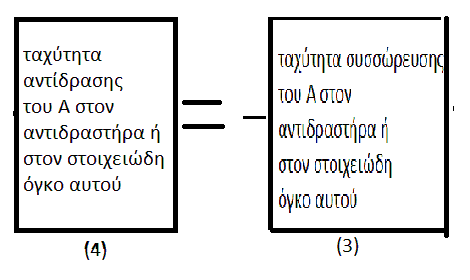 ταχύτητα
αντίδρασης
του Α στον
αντιδραστήρα ή
στον στοιχειώδη
όγκο αυτού
=
–
ταχύτητα συσσώρευσης
του Α στον
αντιδραστήρα ή
στον στοιχειώδη
όγκο αυτού
(4)
(3)